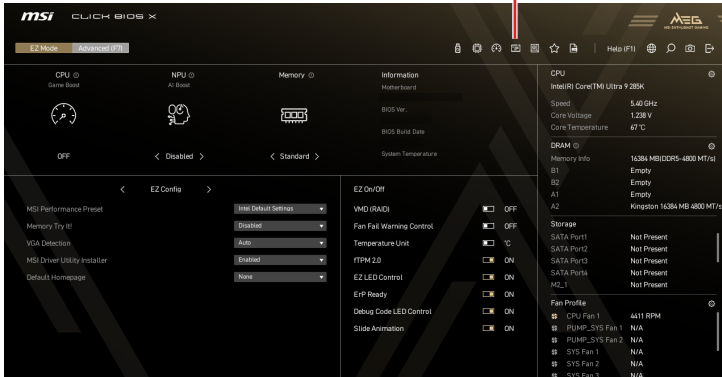 msi CLICK BIOS X
MEG
MSI ENTHUSIAST GAMING
EZ Mode Advanced (F7)
Help (F1)
CPU
Game Boost
OFF
NPU
AI Boost
Disabled
Memory
Standard
Information
Motherboard
BIOS Ver.
BIOS Build Date
System Temperature
EZ Config
MSI Performance Preset Intel Default Settings
Memory Try It! Disabled
VGA Detection Auto
MSI Driver Utility Installer Enabled
Default Homepage None
EZ On/Off
VMD (RAID) OFF
Fan Fail Warning Control OFF
Temperature Unit °C
fTPM 2.0 ON
EZ LED Control ON
ErP Ready ON
Debug Code LED Control ON
Slide Animation ON
CPU
Intel(R) Core(TM) Ultra 9 285K
Speed 5.40 GHz
Core Voltage 1.238 V
Core Temperature 67 °C
DRAM
Memory Info 16384 MB(DDR5-4800 MT/s)
B1 Empty
B2 Empty
A1 Empty
A2 Kingston 16384 MB 4800 MT/s
Storage
SATA Port1 Not Present
SATA Port2 Not Present
SATA Port3 Not Present
SATA Port4 Not Present
M2_1 Not Present
Fan Profile
CPU Fan 1 4411 RPM
PUMP_SYS Fan 1 N/A
PUMP_SYS Fan 2 N/A
SYS Fan 1 N/A
SYS Fan 2 N/A
SYS Fan 3 N/A